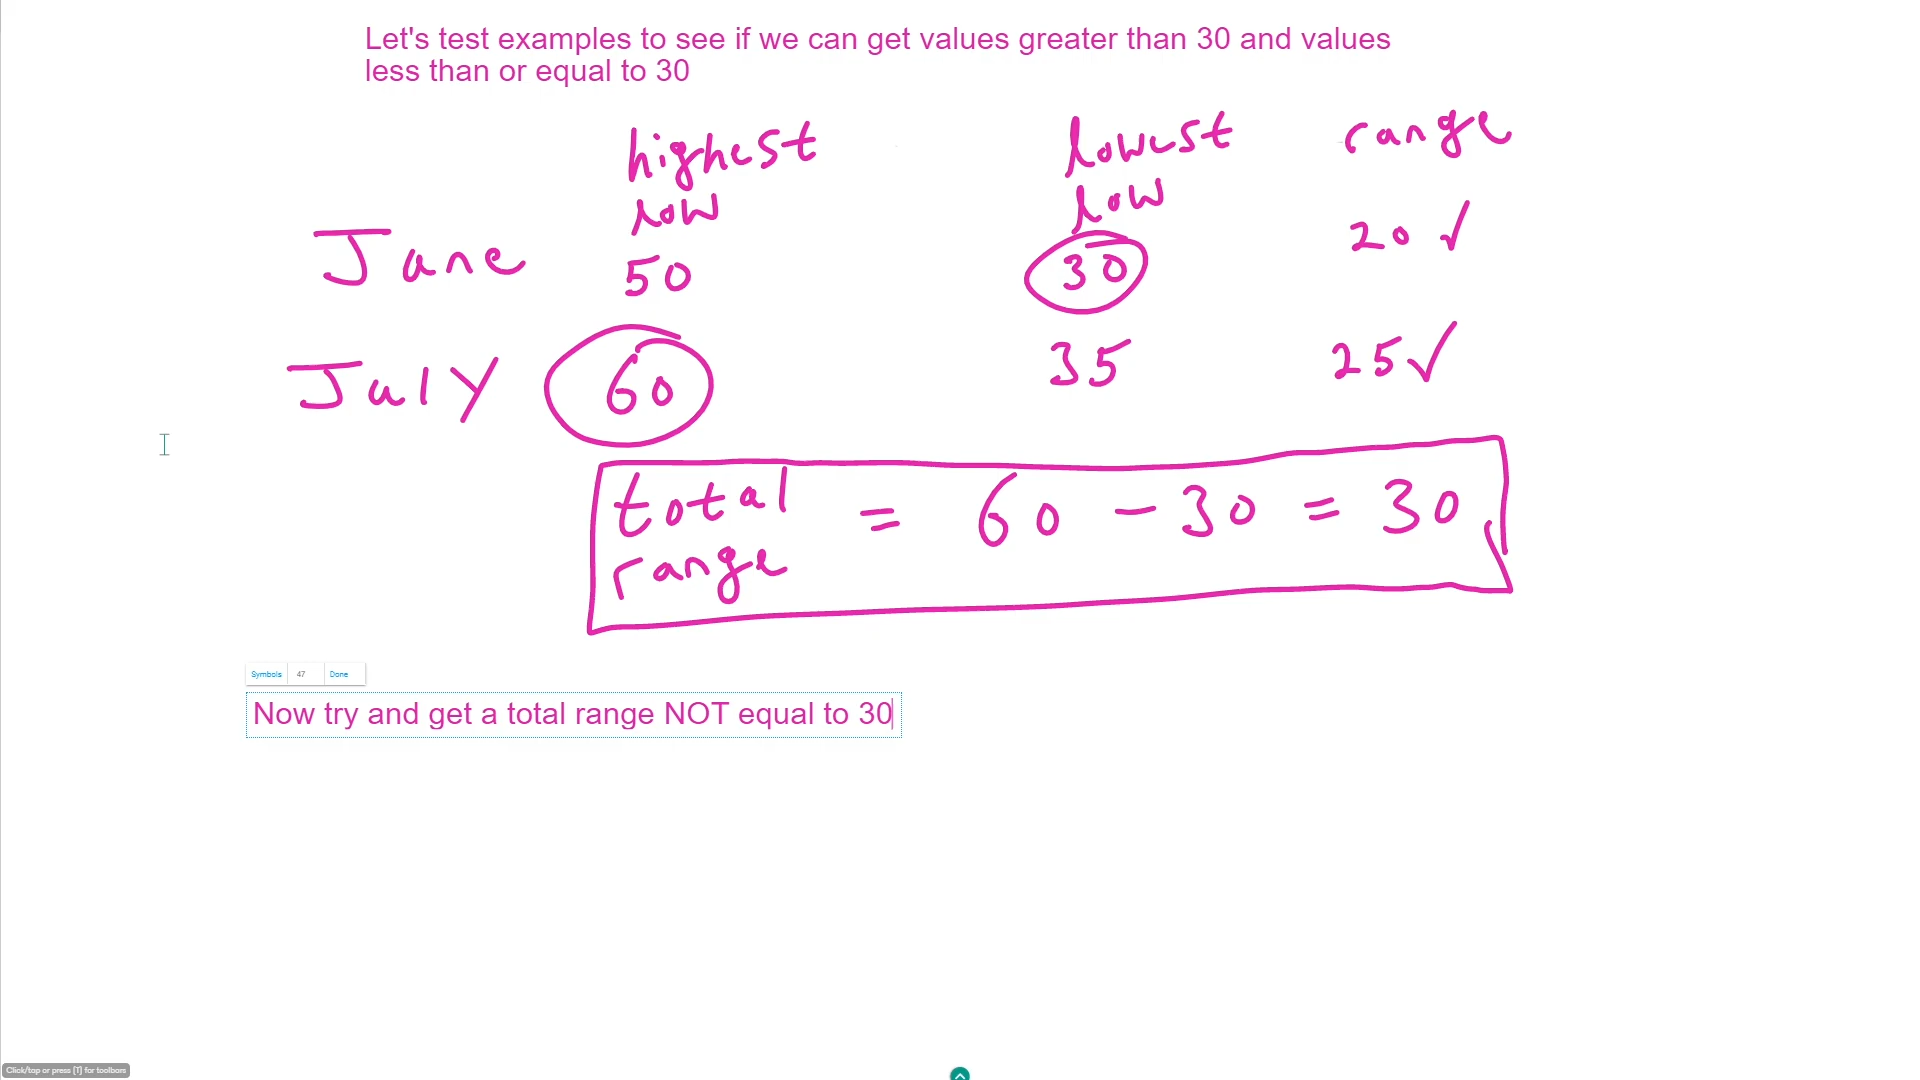 Let's test examples to see if we can get values greater than 30 and values
less than or equal to 30
highest lowest range
low low
Jane 50 30 20 ✓
July 60 35 25 ✓
total = 60 - 30 = 30
range
Symbols 47 Done
Now try and get a total range NOT equal to 30
Click/tap or press [T] for toolbars